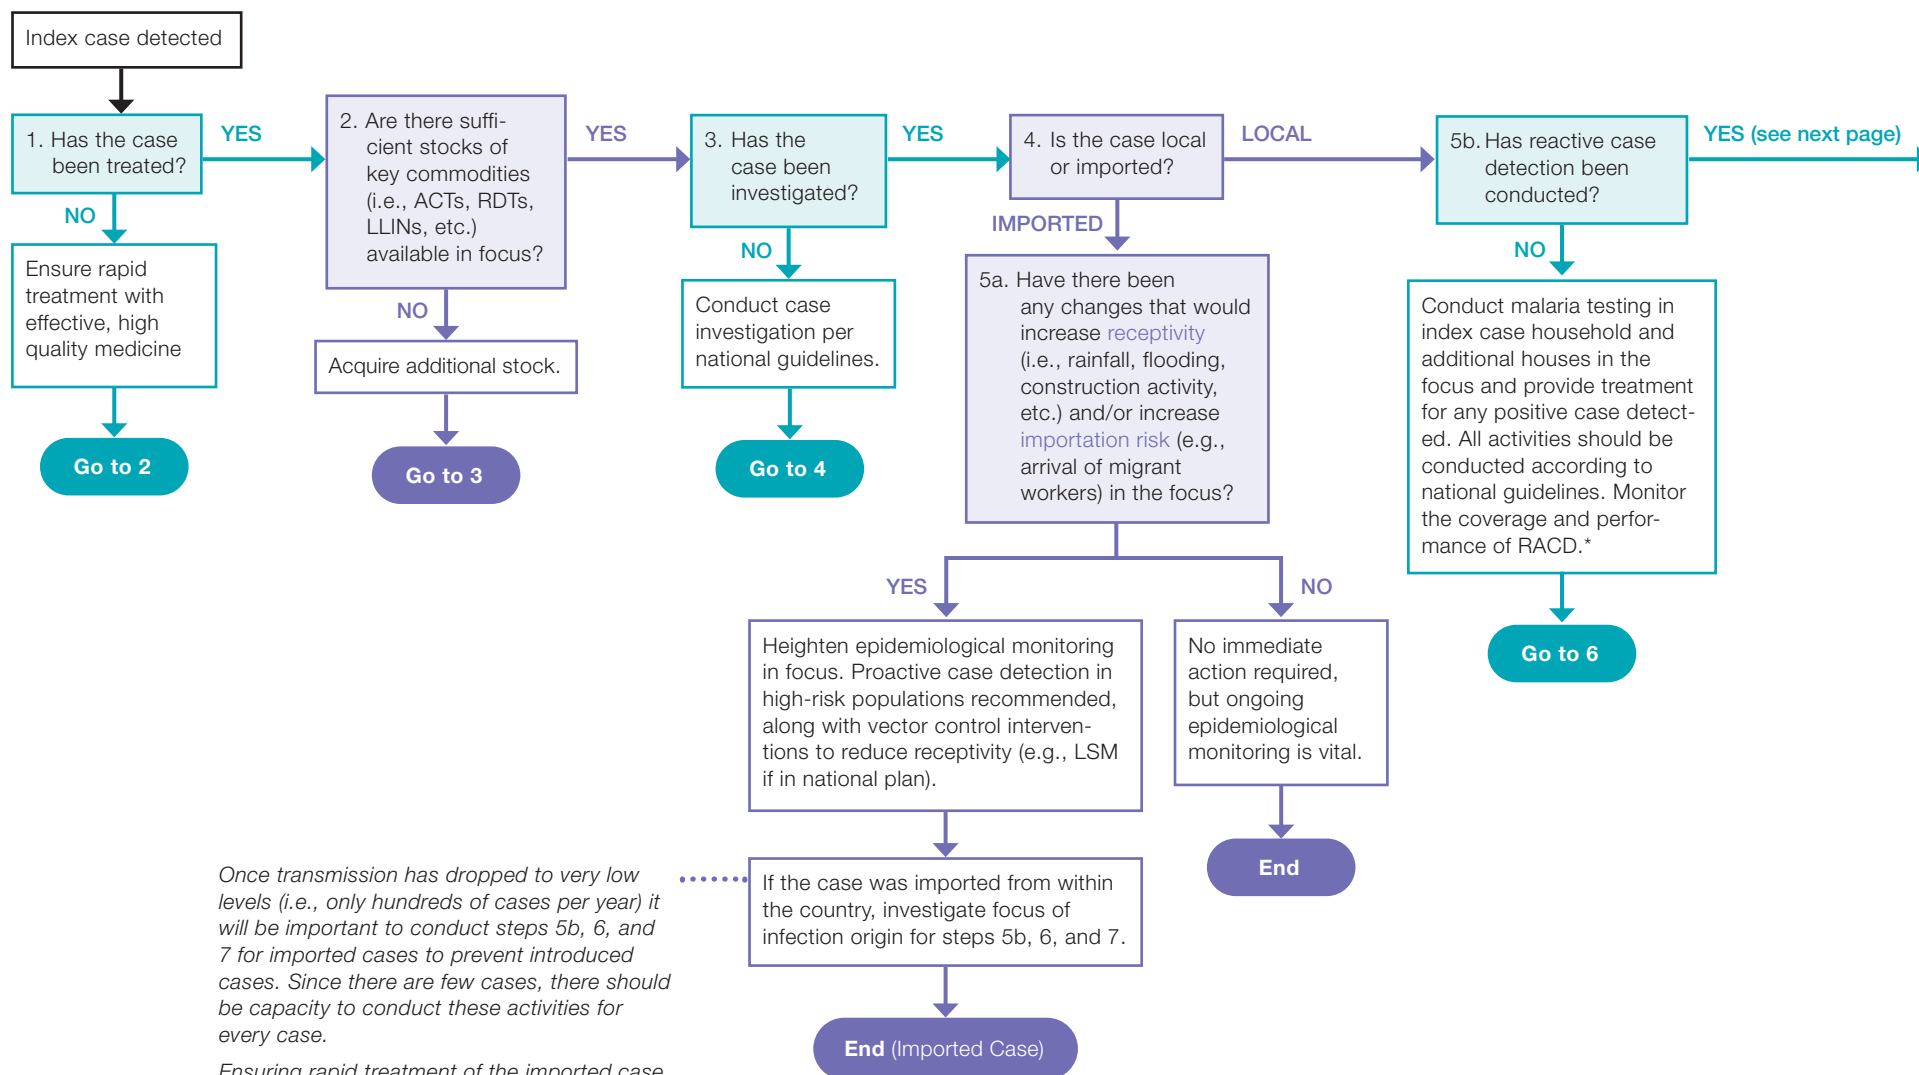 Index case detected
1. Has the case
been treated?
YES
NO
Ensure rapid
treatment with
effective, high
quality medicine
Go to 2
2. Are there suffi-
cient stocks of
key commodities
(i.e., ACTs, RDTs,
LLINs, etc.)
available in focus?
YES
NO
Acquire additional stock.
Go to 3
3. Has the
case been
investigated?
YES
NO
Conduct case
investigation per
national guidelines.
Go to 4
4. Is the case local
or imported?
LOCAL
IMPORTED
5a. Have there been
any changes that would
increase receptivity
(i.e., rainfall, flooding,
construction activity,
etc.) and/or increase
importation risk (e.g.,
arrival of migrant
workers) in the focus?
YES
NO
Heighten epidemiological monitoring
in focus. Proactive case detection in
high-risk populations recommended,
along with vector control interven-
tions to reduce receptivity (e.g., LSM
if in national plan).
If the case was imported from within
the country, investigate focus of
infection origin for steps 5b, 6, and 7.
End (Imported Case)
No immediate
action required,
but ongoing
epidemiological
monitoring is vital.
End
5b. Has reactive case
detection been
conducted?
YES (see next page)
NO
Conduct malaria testing in
index case household and
additional houses in the
focus and provide treatment
for any positive case detect-
ed. All activities should be
conducted according to
national guidelines. Monitor
the coverage and perfor-
mance of RACD.*
Go to 6
Once transmission has dropped to very low
levels (i.e., only hundreds of cases per year) it
will be important to conduct steps 5b, 6, and
7 for imported cases to prevent introduced
cases. Since there are few cases, there should
be capacity to conduct these activities for
every case.
Ensuring rapid treatment of the imported case